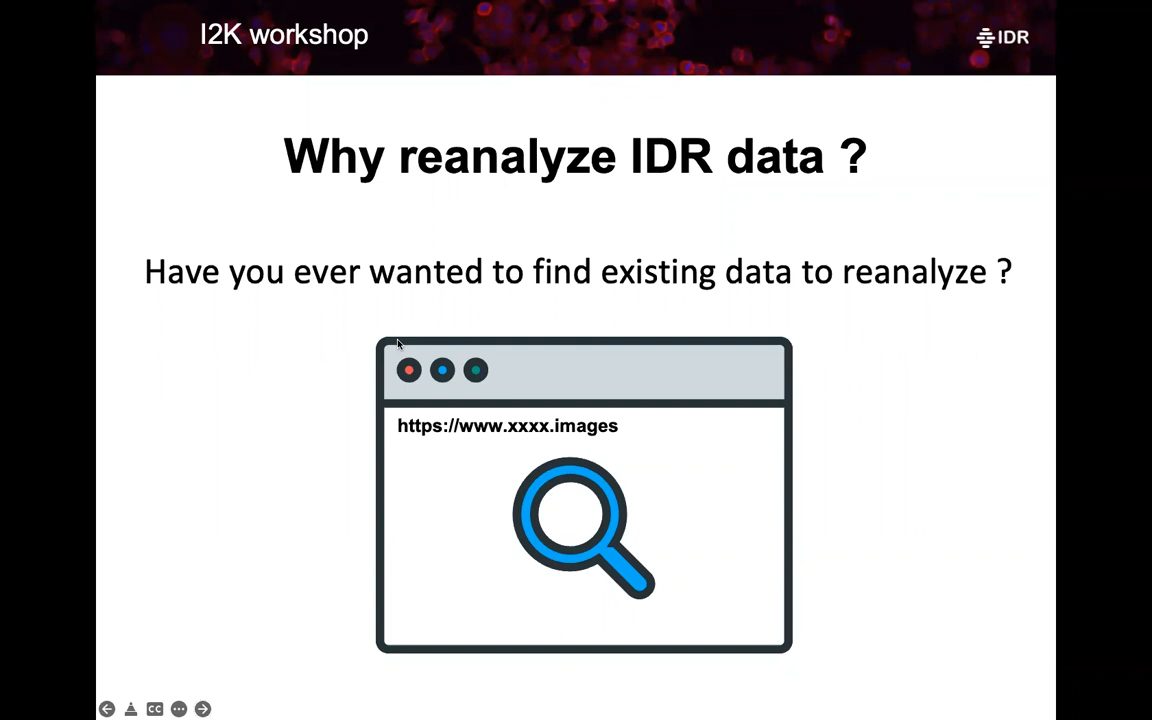 I2K workshop
IDR
Why reanalyze IDR data ?
Have you ever wanted to find existing data to reanalyze ?
https://www.xxxx.images
CC